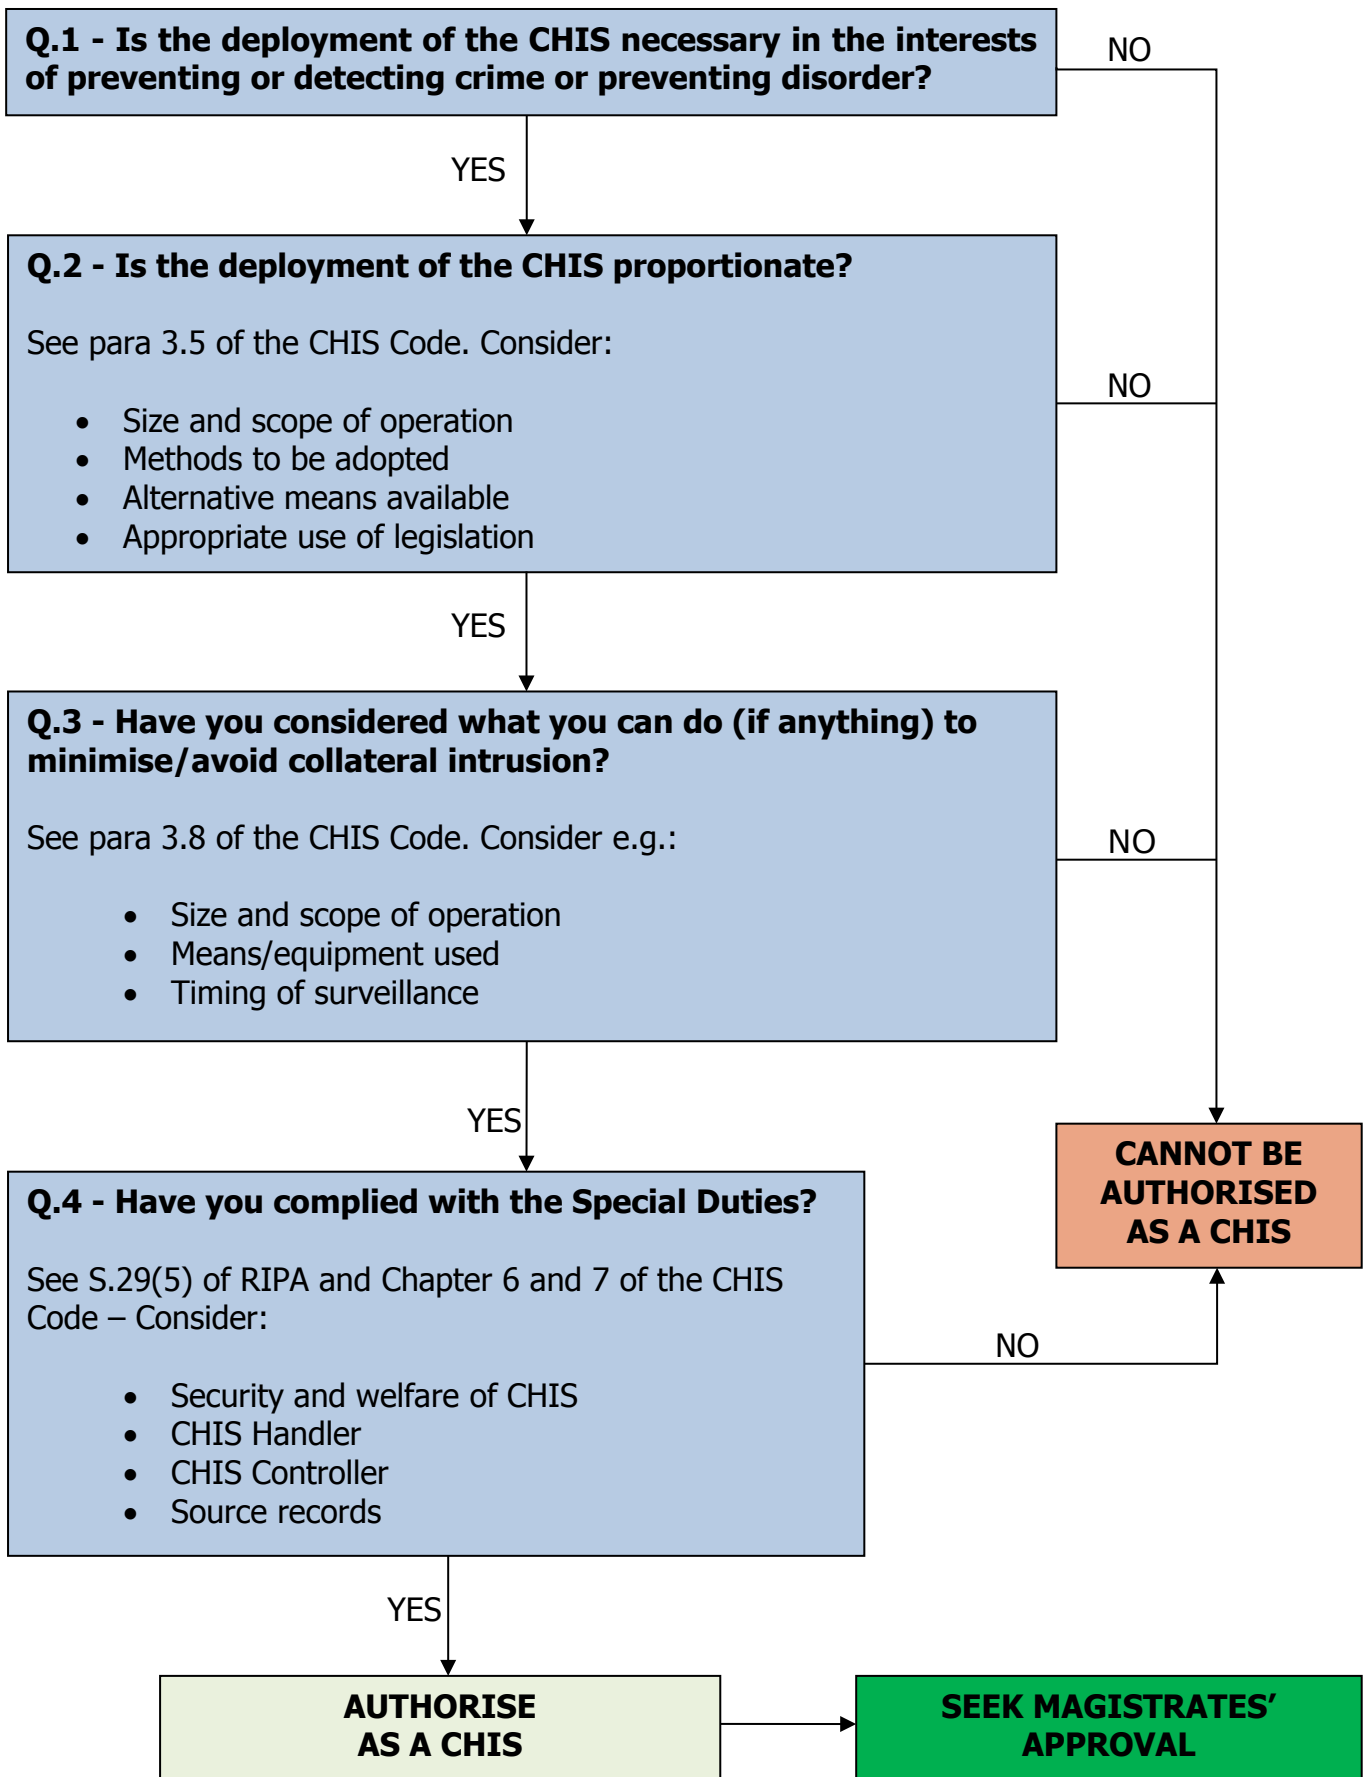 Q.1 - Is the deployment of the CHIS necessary in the interests
of preventing or detecting crime or preventing disorder?
NO
YES
Q.2 - Is the deployment of the CHIS proportionate?
See para 3.5 of the CHIS Code. Consider:
• Size and scope of operation
• Methods to be adopted
• Alternative means available
• Appropriate use of legislation
NO
YES
Q.3 - Have you considered what you can do (if anything) to
minimise/avoid collateral intrusion?
See para 3.8 of the CHIS Code. Consider e.g.:
• Size and scope of operation
• Means/equipment used
• Timing of surveillance
NO
YES
CANNOT BE
AUTHORISED
AS A CHIS
Q.4 - Have you complied with the Special Duties?
See S.29(5) of RIPA and Chapter 6 and 7 of the CHIS
Code – Consider:
• Security and welfare of CHIS
• CHIS Handler
• CHIS Controller
• Source records
NO
YES
AUTHORISE
AS A CHIS
SEEK MAGISTRATES’
APPROVAL